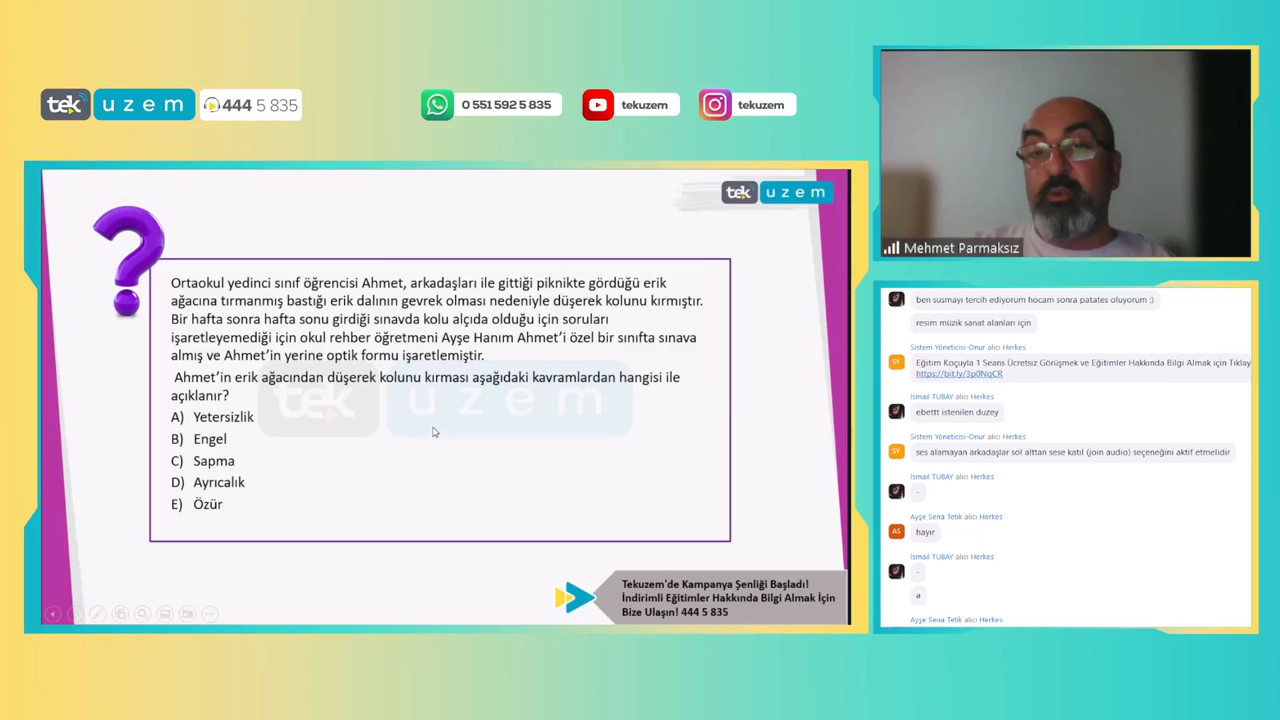 tek uzem 444 5 835
0 551 592 5 835
tekuzem
tekuzem
tek uzem
Ortaokul yedinci sınıf öğrencisi Ahmet, arkadaşları ile gittiği piknikte gördüğü erik
ağacına tırmanmış bastığı erik dalının gevrek olması nedeniyle düşerek kolunu kırmıştır.
Bir hafta sonra hafta sonu girdiği sınavda kolu alçıda olduğu için soruları
işaretleyemediği için okul rehber öğretmeni Ayşe Hanım Ahmet’i özel bir sınıfta sınava
almış ve Ahmet’in yerine optik formu işaretlemiştir.
Ahmet’in erik ağacından düşerek kolunu kırması aşağıdaki kavramlardan hangisi ile
açıklanır?
tek uzem
A) Yetersizlik
B) Engel
C) Sapma
D) Ayrıcalık
E) Özür
Tekuzem'de Kampanya Şenliği Başladı!
İndirimli Eğitimler Hakkında Bilgi Almak İçin
Bize Ulaşın! 444 5 835
Mehmet Parmaksız
ben susmayı tercih ediyorum hocam sonra patates oluyorum :)
resim müzik sanat alanları için
Sistem Yöneticisi-Onur alıcı Herkes
SY
Eğitim Koçuyla 1 Seans Ücretsiz Görüşmek ve Eğitimler Hakkında Bilgi Almak için Tıklay
https://bit.ly/3p0NqCR
İsmail TUBAY alıcı Herkes
ebettt istenilen duzey
Sistem Yöneticisi-Onur alıcı Herkes
SY
ses alamayan arkadaşlar sol alttan sese katıl (join audio) seçeneğini aktif etmelidir
İsmail TUBAY alıcı Herkes
-
Ayşe Sena Tetik alıcı Herkes
AS
hayır
İsmail TUBAY alıcı Herkes
-
a
Ayşe Sena Tetik alıcı Herkes